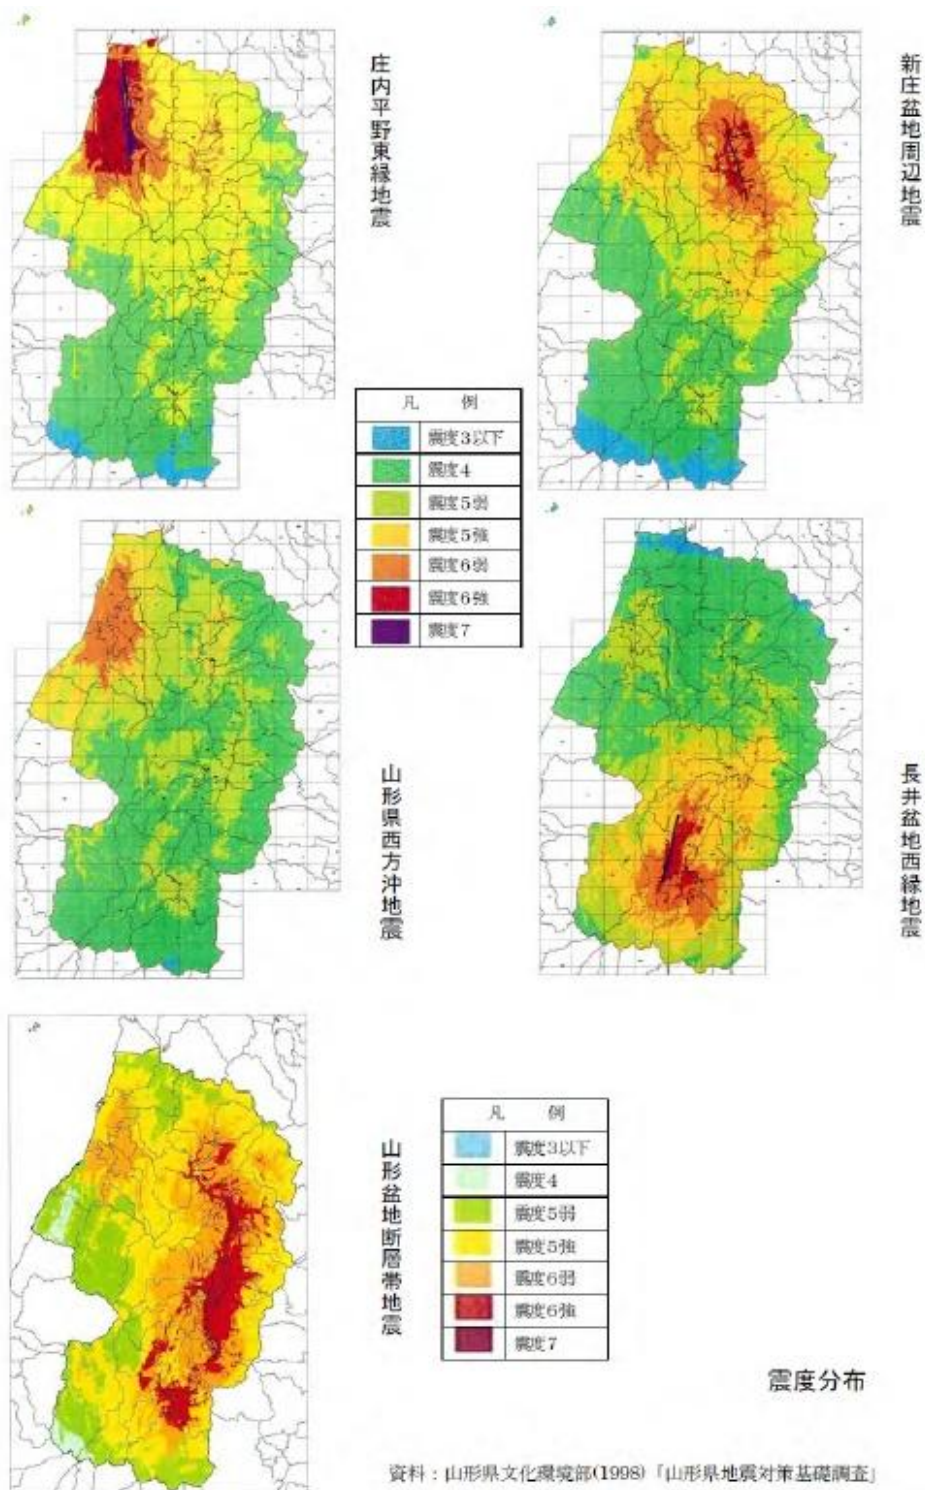 庄内平野東縁地震
新庄盆地周辺地震
凡 例
震度3以下
震度4
震度5弱
震度5強
震度6弱
震度6強
震度7
山形県西方沖地震
長井盆地西縁地震
山形盆地断層帯地震
凡 例
震度3以下
震度4
震度5弱
震度5強
震度6弱
震度6強
震度7
震度分布
資料：山形県文化環境部(1998)「山形県地震対策基礎調査」